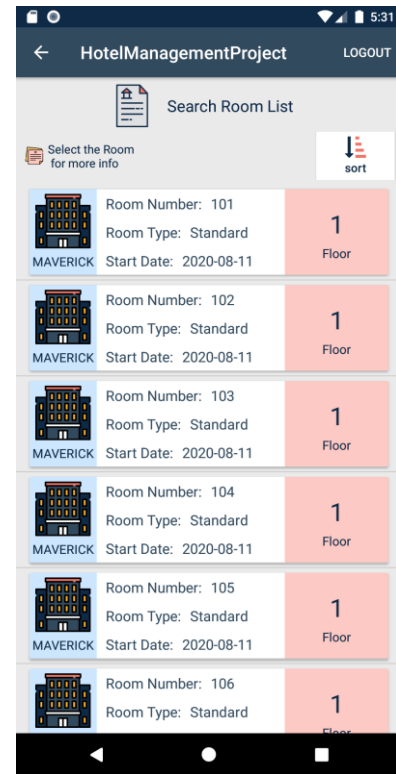 5:31
HotelManagementProject LOGOUT
Search Room List
Select the Room
for more info
sort
Room Number: 101
Room Type: Standard
Start Date: 2020-08-11
MAVERICK
1
Floor
Room Number: 102
Room Type: Standard
Start Date: 2020-08-11
MAVERICK
1
Floor
Room Number: 103
Room Type: Standard
Start Date: 2020-08-11
MAVERICK
1
Floor
Room Number: 104
Room Type: Standard
Start Date: 2020-08-11
MAVERICK
1
Floor
Room Number: 105
Room Type: Standard
Start Date: 2020-08-11
MAVERICK
1
Floor
Room Number: 106
Room Type: Standard
1
Floor